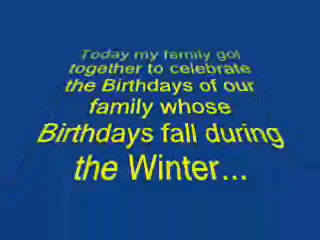 Today my family got
together to celebrate
the Birthdays of our
family whose
Birthdays fall during
the Winter...